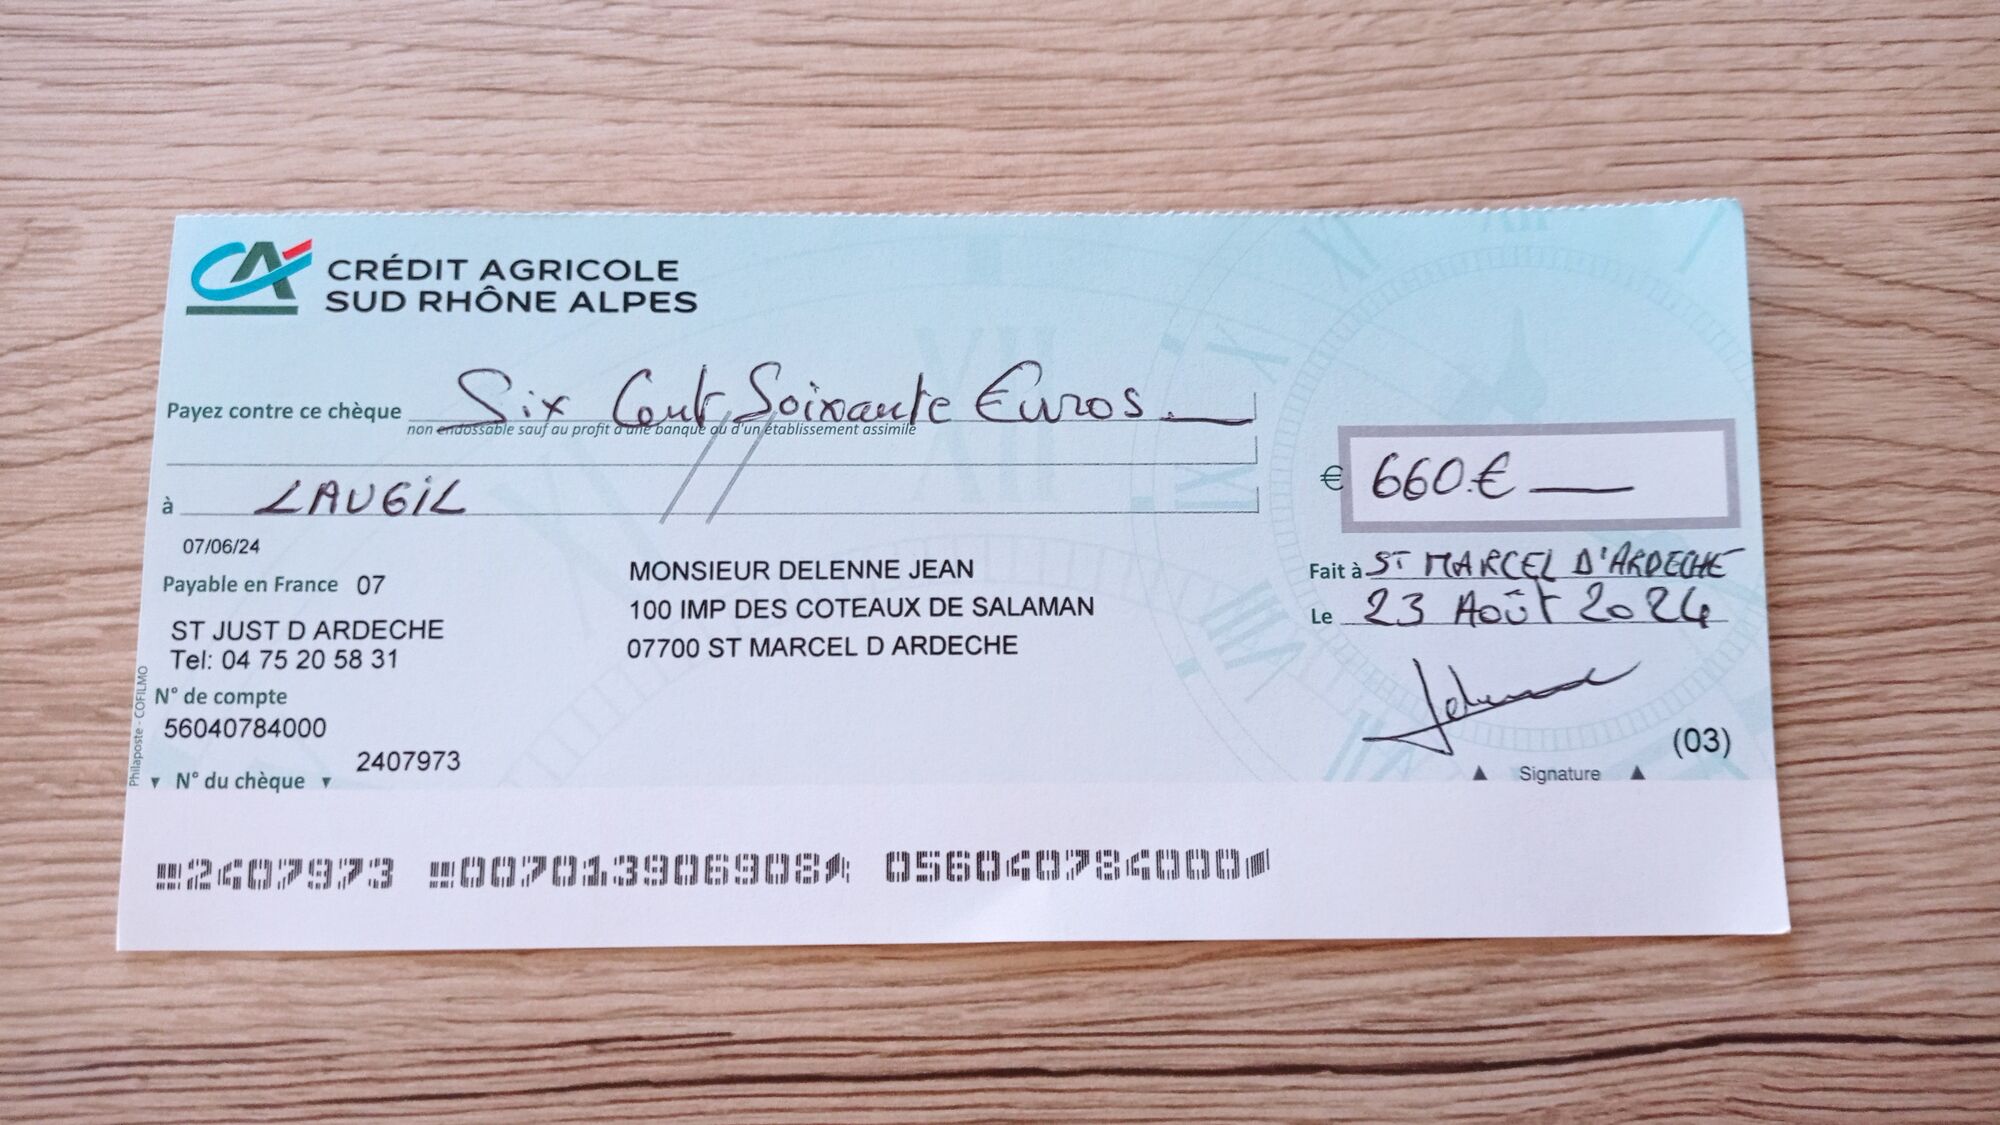 CRÉDIT AGRICOLE
SUD RHÔNE ALPES
Payez contre ce chèque Six Cent Soixante Euros.
non endossable sauf au profit d'une banque ou d'un établissement assimilé
€ 660.€
à LAUGIL
07/06/24
Payable en France 07
ST JUST D ARDECHE
Tel: 04 75 20 58 31
MONSIEUR DELENNE JEAN
100 IMP DES COTEAUX DE SALAMAN
07700 ST MARCEL D ARDECHE
Fait à ST MARCEL D'ARDECHE
Le 23 Août 2024
N° de compte
56040784000
2407973
N° du chèque
(03)
Signature
Philaposte - COFILMO
2407973 007013906908 056040784000